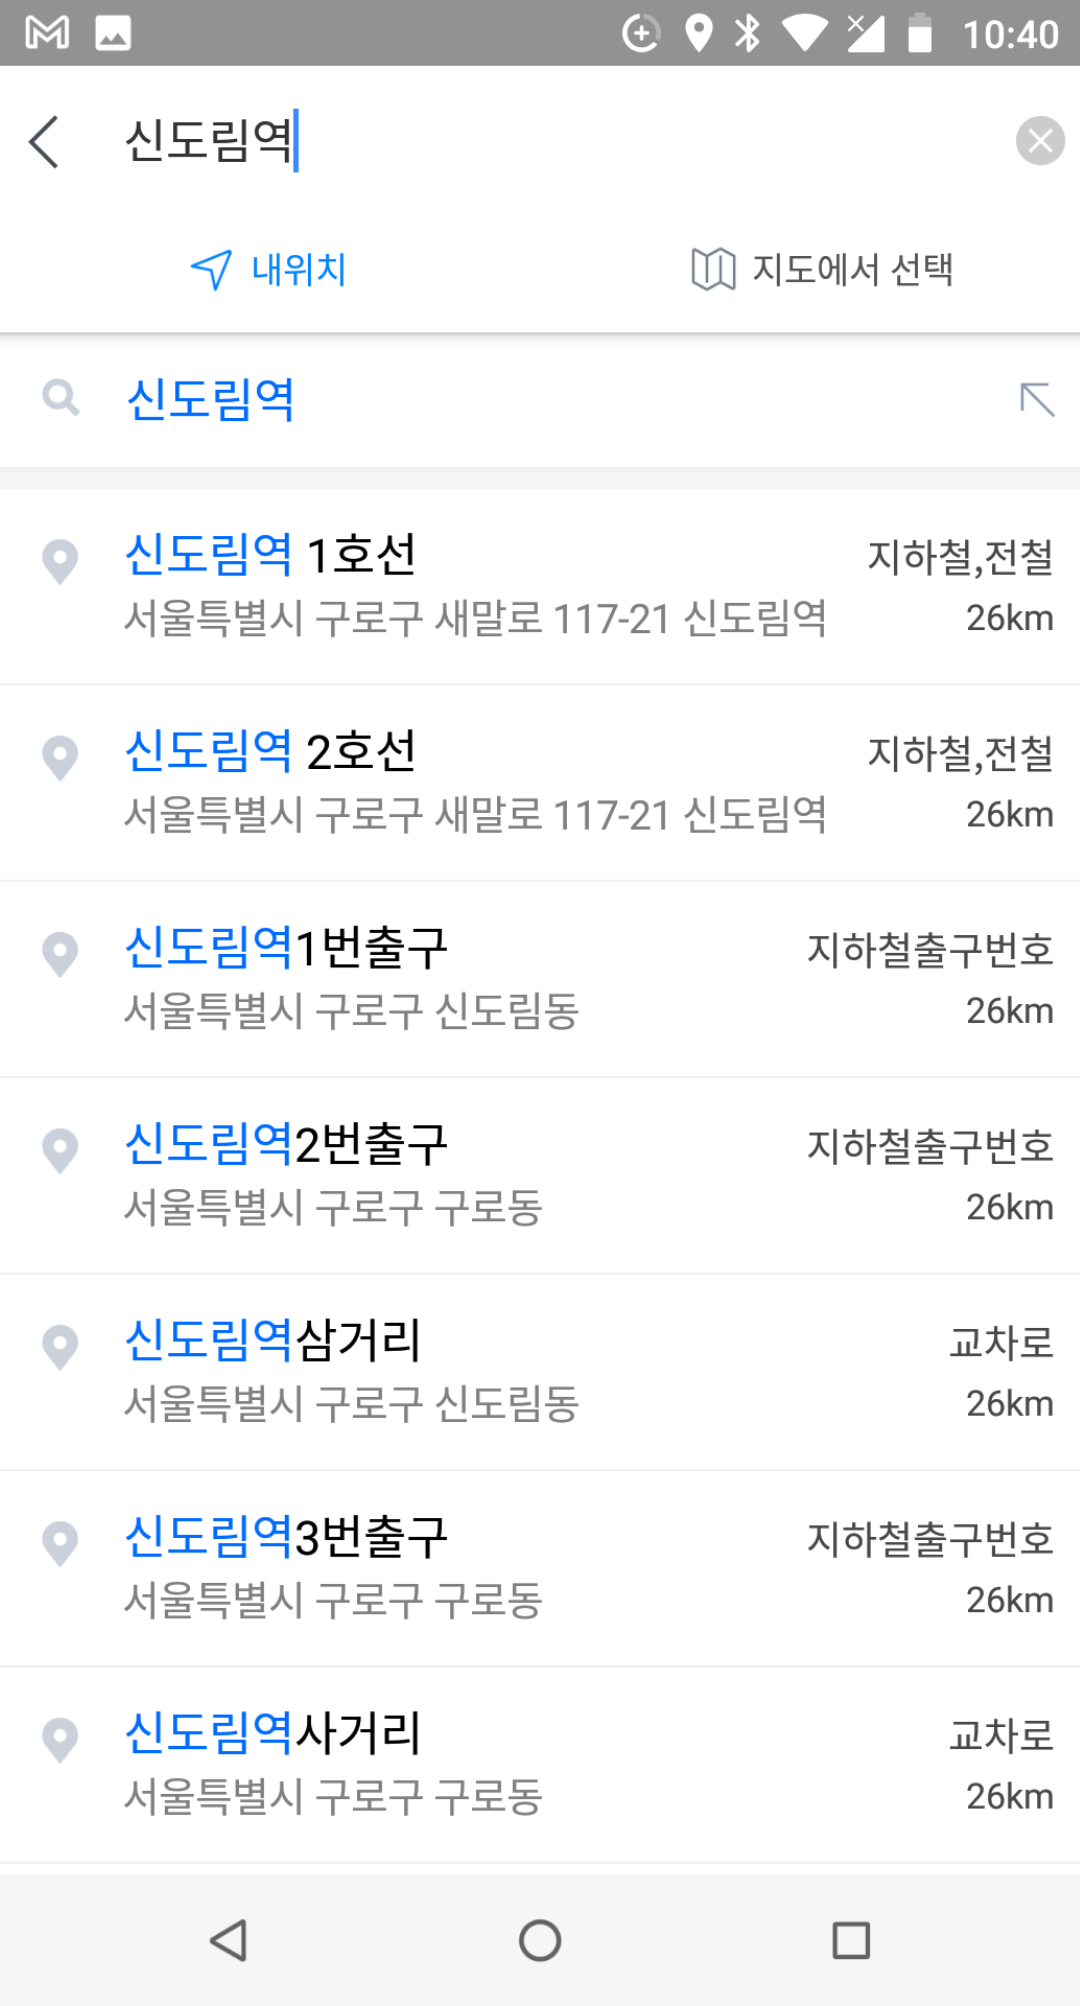 10:40
신도림역
내위치
지도에서 선택
신도림역
신도림역 1호선 지하철,전철
서울특별시 구로구 새말로 117-21 신도림역 26km
신도림역 2호선 지하철,전철
서울특별시 구로구 새말로 117-21 신도림역 26km
신도림역1번출구 지하철출구번호
서울특별시 구로구 신도림동 26km
신도림역2번출구 지하철출구번호
서울특별시 구로구 구로동 26km
신도림역삼거리 교차로
서울특별시 구로구 신도림동 26km
신도림역3번출구 지하철출구번호
서울특별시 구로구 구로동 26km
신도림역사거리 교차로
서울특별시 구로구 구로동 26km